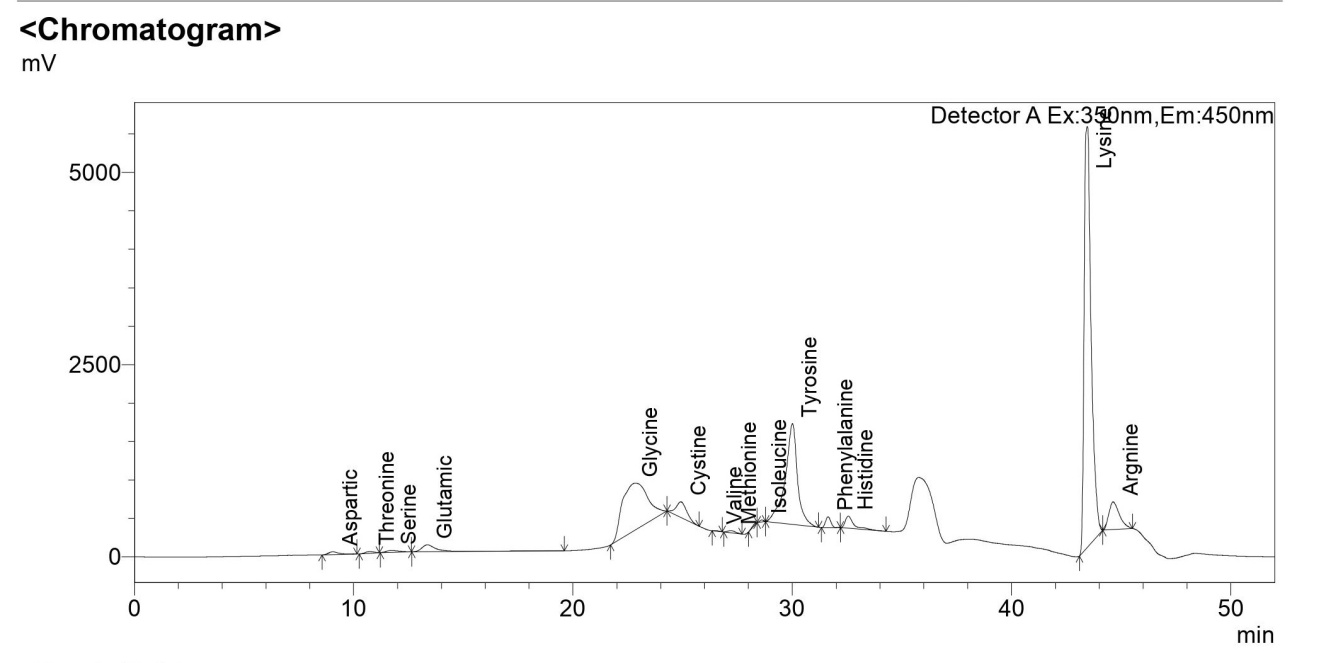 <Chromatogram>
mV
Detector A Ex:350nm,Em:450nm
5000
2500
0
Aspartic
Threonine
Serine
Glutamic
Glycine
Cystine
Valine
Methionine
Isoleucine
Tyrosine
Phenylalanine
Histidine
Lysine
Argnine
0 10 20 30 40 50
min